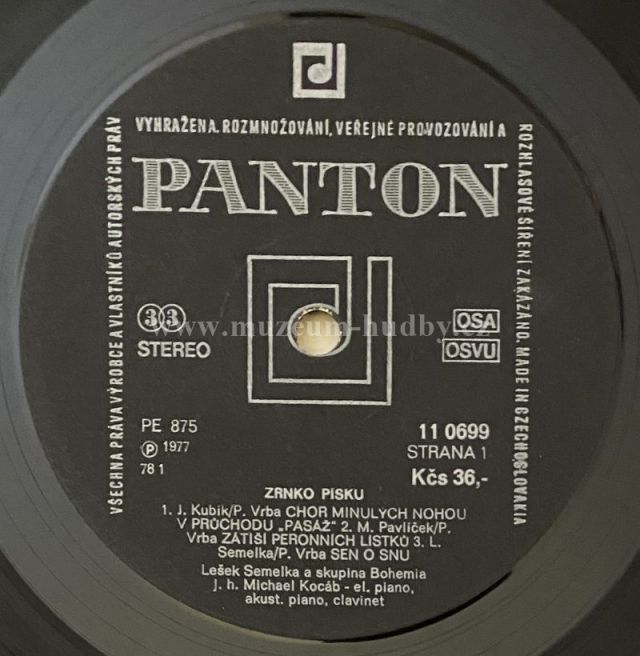 VYHRAŽENA. ROZMNOŽOVÁNÍ, VEŘEJNÉ PROVOZOVÁNÍ A
ROZHLASOVÉ ŠÍŘENÍ ZAKÁZÁNO. MADE IN CZECHOSLOVAKIA
VŠECHNA PRÁVA VÝROBCE A VLASTNÍKŮ AUTORSKÝCH PRÁV
PANTON
33
STEREO
OSA
OSVU
www.muzeum-hudby.cz
PE 875
Ⓟ 1977
78 1
11 0699
STRANA 1
Kčs 36,-
ZRNKO PÍSKU
1. J. Kubík/P. Vrba CHÓR MINULÝCH NOHOU
V PRŮCHODU „PASÁŽ" 2. M. Pavlíček/P.
Vrba ZÁTIŠÍ PERONNÍCH LÍSTKŮ 3. L.
Semelka/P. Vrba SEN O SNU
Lešek Semelka a skupina Bohemia
j. h. Michael Kocáb - el. piano,
akust. piano, clavinet